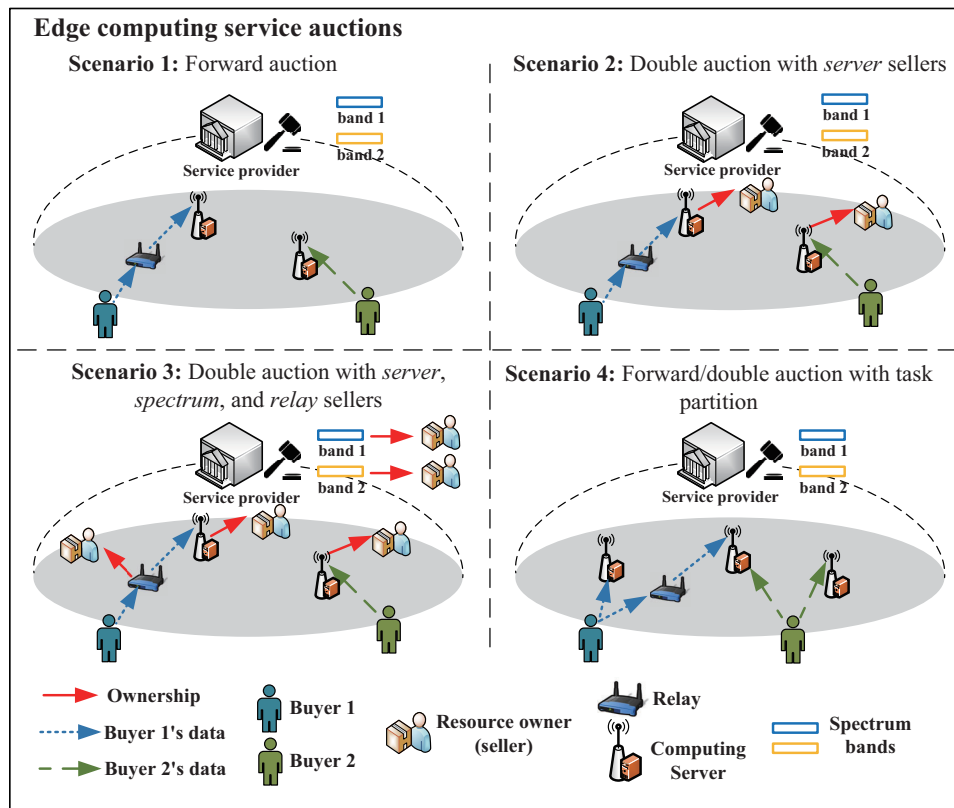 Edge computing service auctions
Scenario 1: Forward auction
band 1
band 2
Service provider
Scenario 2: Double auction with server sellers
band 1
band 2
Service provider
Scenario 3: Double auction with server,
spectrum, and relay sellers
band 1
band 2
Service provider
Scenario 4: Forward/double auction with task
partition
band 1
band 2
Service provider
Ownership
Buyer 1's data
Buyer 2's data
Buyer 1
Buyer 2
Resource owner
(seller)
Relay
Computing
Server
Spectrum
bands